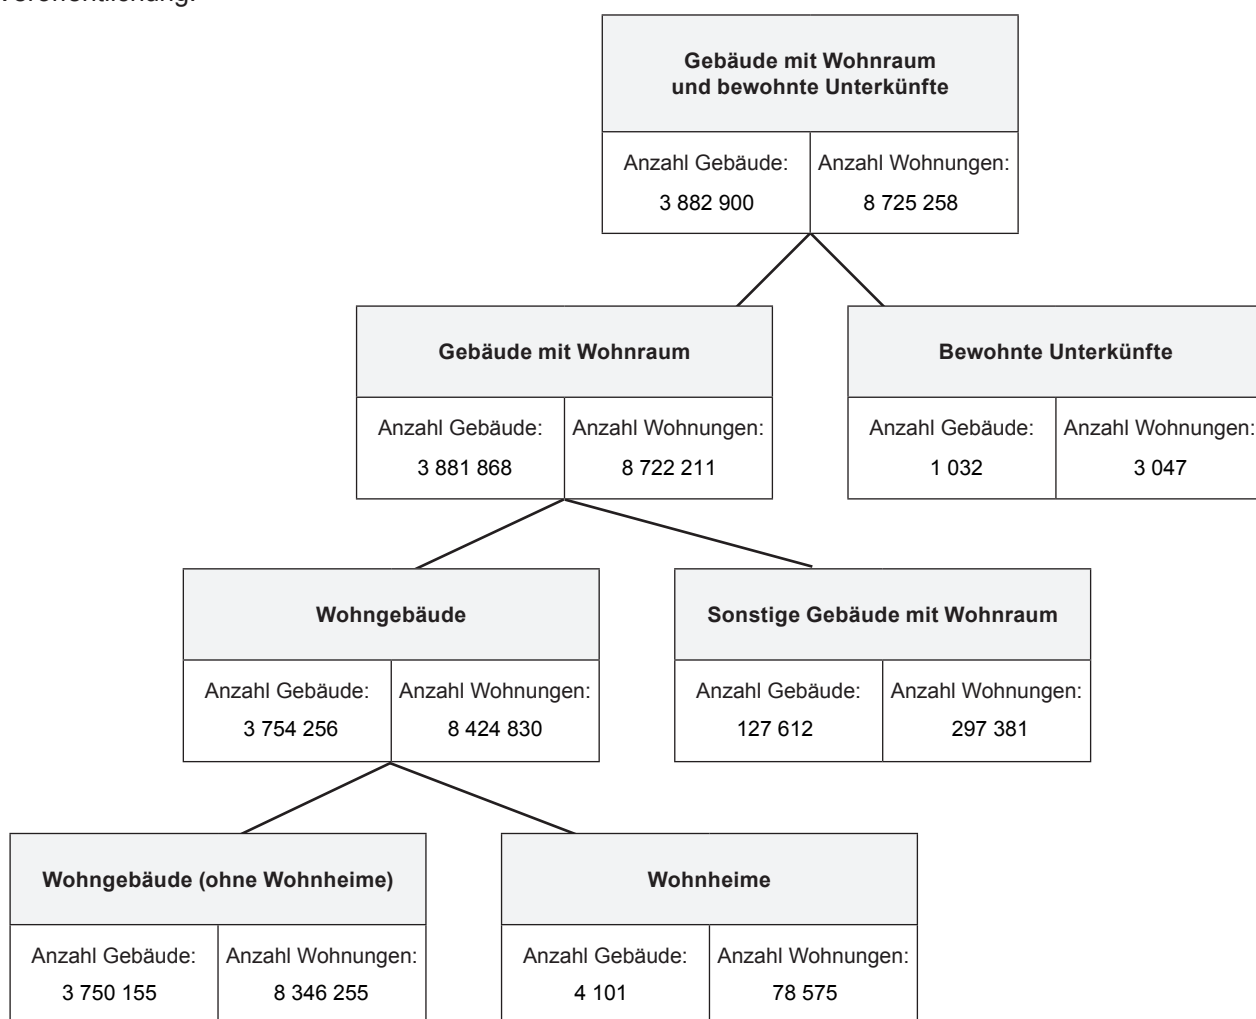 Veröffentlichung.
Gebäude mit Wohnraum
und bewohnte Unterkünfte
Anzahl Gebäude:
3 882 900
Anzahl Wohnungen:
8 725 258
Gebäude mit Wohnraum
Anzahl Gebäude:
3 881 868
Anzahl Wohnungen:
8 722 211
Bewohnte Unterkünfte
Anzahl Gebäude:
1 032
Anzahl Wohnungen:
3 047
Wohngebäude
Anzahl Gebäude:
3 754 256
Anzahl Wohnungen:
8 424 830
Sonstige Gebäude mit Wohnraum
Anzahl Gebäude:
127 612
Anzahl Wohnungen:
297 381
Wohngebäude (ohne Wohnheime)
Anzahl Gebäude:
3 750 155
Anzahl Wohnungen:
8 346 255
Wohnheime
Anzahl Gebäude:
4 101
Anzahl Wohnungen:
78 575